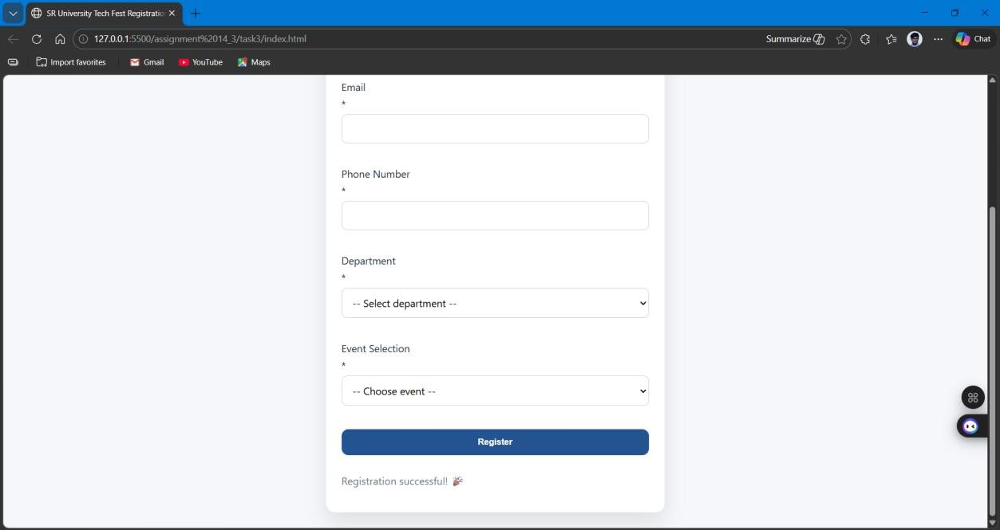 SR University Tech Fest Registratio
127.0.0.1:5500/assignment%2014_3/task3/index.html
Summarize
Chat
Import favorites
Gmail
YouTube
Maps
Email
*
Phone Number
*
Department
*
-- Select department --
Event Selection
*
-- Choose event --
Register
Registration successful! 🎉